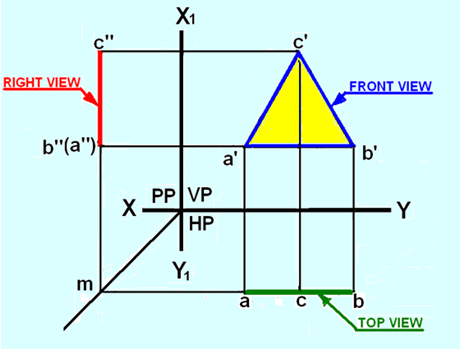 X1
c"
c'
RIGHT VIEW
FRONT VIEW
b"(a")
a'
b'
PP
VP
X
Y
HP
Y1
m
a
c
b
TOP VIEW